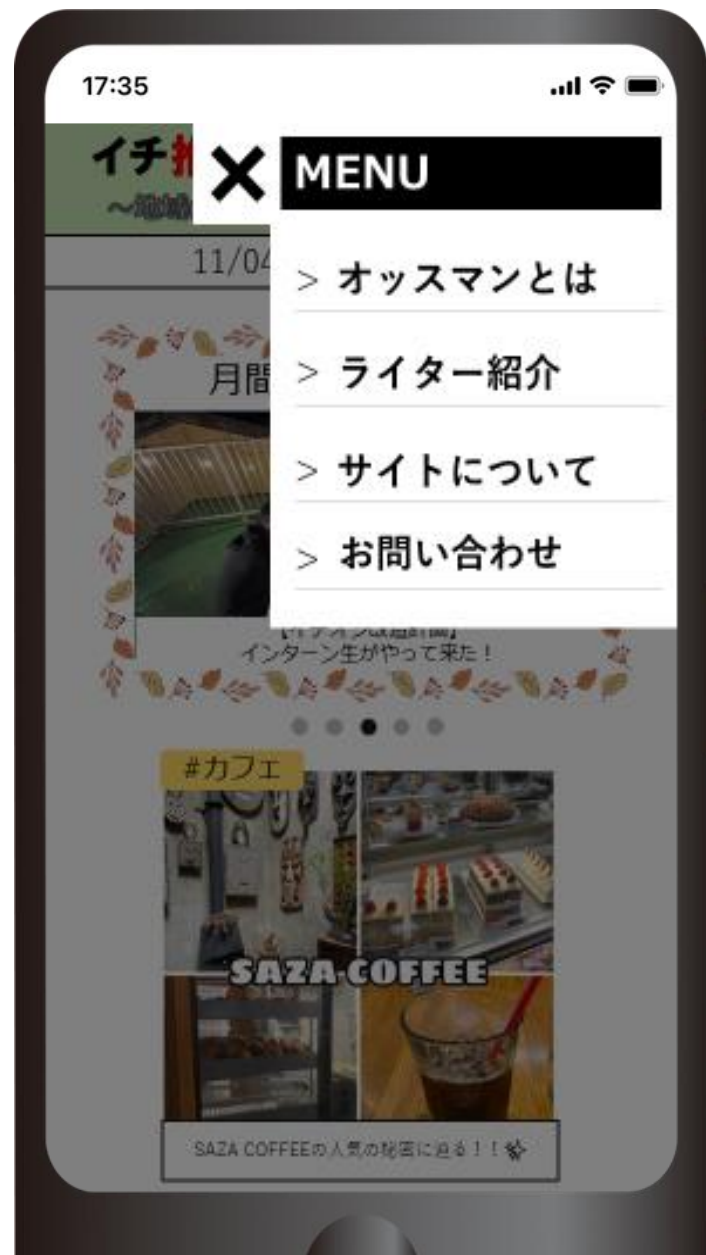 17:35
イチ推
～地域
× MENU
11/04
> オッスマンとは
月間
> ライター紹介
> サイトについて
> お問い合わせ
インターン生がやって来た！
#カフェ
SAZA COFFEE
SAZA COFFEEの人気の秘密に迫る！！